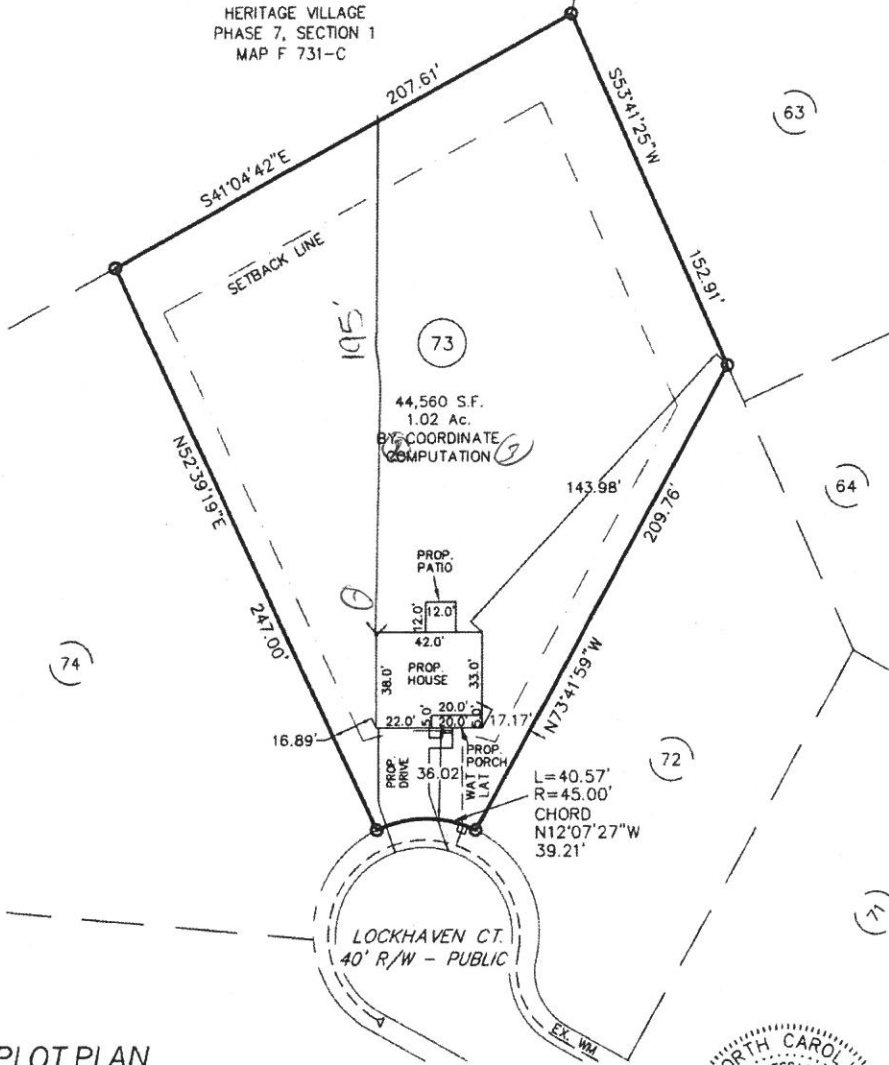 HERITAGE VILLAGE
PHASE 7, SECTION 1
MAP F 731-C
207.61'
S41°04'42"E
S53°41'25"W
152.91'
63
SETBACK LINE
195'
73
44,560 S.F.
1.02 Ac.
BY COORDINATE
COMPUTATION
143.98'
209.76'
N73°41'59"W
64
N52°39'19"E
247.00'
74
PROP.
PATIO
12.0'
12.0'
42.0'
PROP.
HOUSE
38.0'
33.0'
20.0'
22.0'
5.0'
20.0'
5.0'
17.17'
16.89'
PROP.
DRIVE
36.02
PROP.
PORCH
WAT
LAT
L=40.57'
R=45.00'
CHORD
N12°07'27"W
39.21'
72
71
LOCKHAVEN CT.
40' R/W - PUBLIC
EX. WM
PLOT PLAN
ORTH CAROL